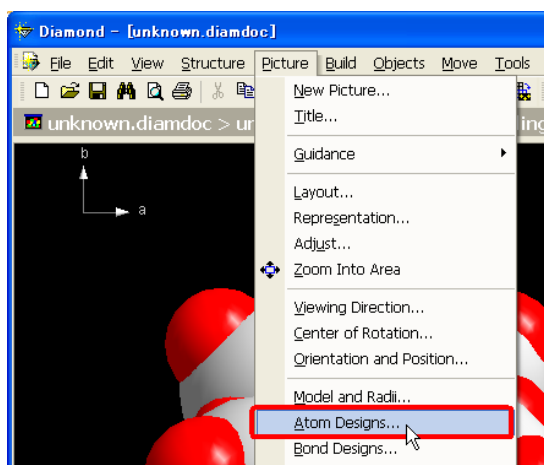 Diamond - [unknown.diamdoc]
File Edit View Structure Picture Build Objects Move Tools
unknown.diamdoc > ur
ing
b
a
New Picture...
Title...
Guidance
Layout...
Representation...
Adjust...
Zoom Into Area
Viewing Direction...
Center of Rotation...
Orientation and Position...
Model and Radii...
Atom Designs...
Bond Designs...